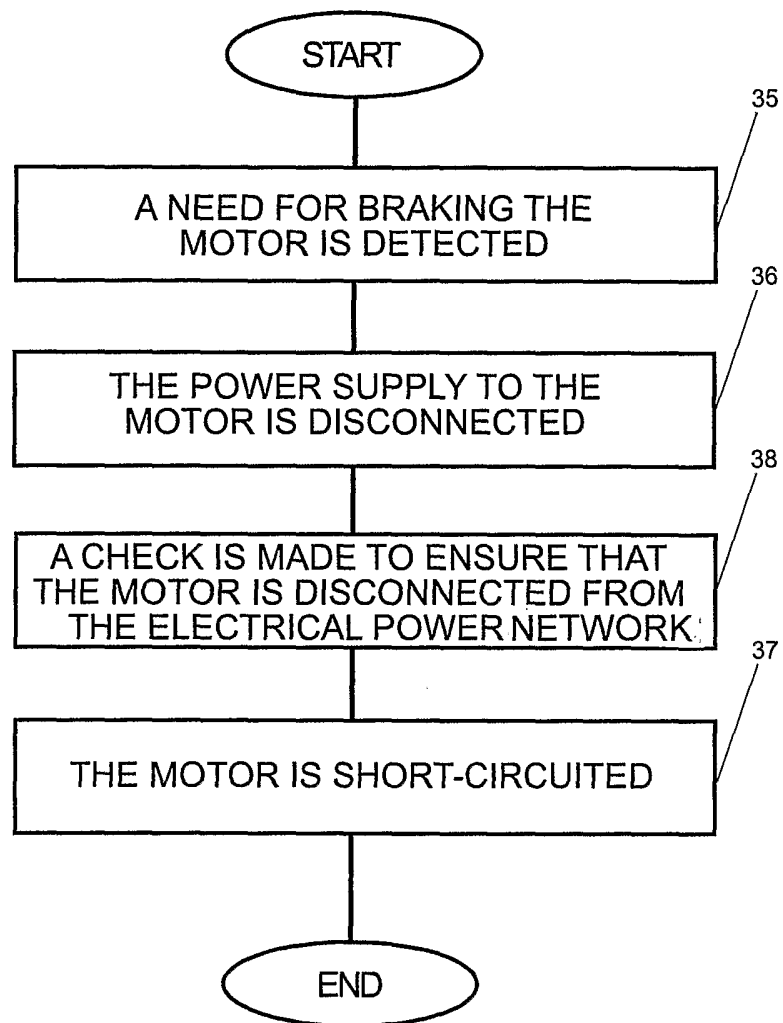 START
35
A NEED FOR BRAKING THE
MOTOR IS DETECTED
36
THE POWER SUPPLY TO THE
MOTOR IS DISCONNECTED
38
A CHECK IS MADE TO ENSURE THAT
THE MOTOR IS DISCONNECTED FROM
THE ELECTRICAL POWER NETWORK
37
THE MOTOR IS SHORT-CIRCUITED
END